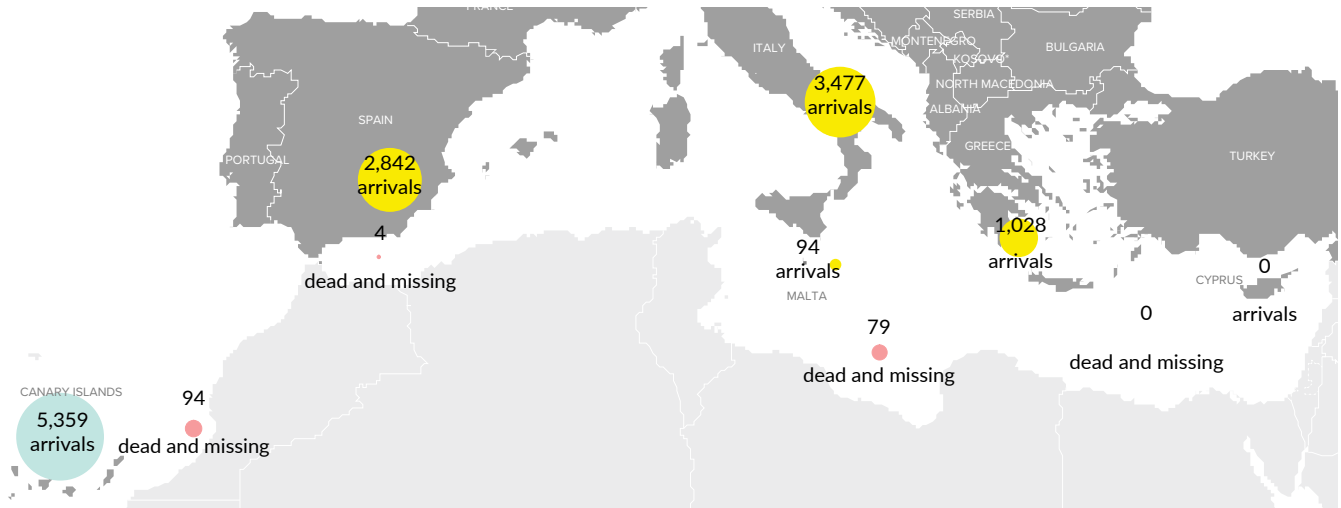 FRANCE
SERBIA
ITALY
MONTENEGRO
BULGARIA
KOSOVO*
3,477
arrivals
NORTH MACEDONIA
ALBANIA
SPAIN
GREECE
PORTUGAL
TURKEY
2,842
arrivals
4
dead and missing
1,028
arrivals
94
arrivals
MALTA
CYPRUS
0
arrivals
0
dead and missing
79
dead and missing
CANARY ISLANDS
5,359
arrivals
94
dead and missing